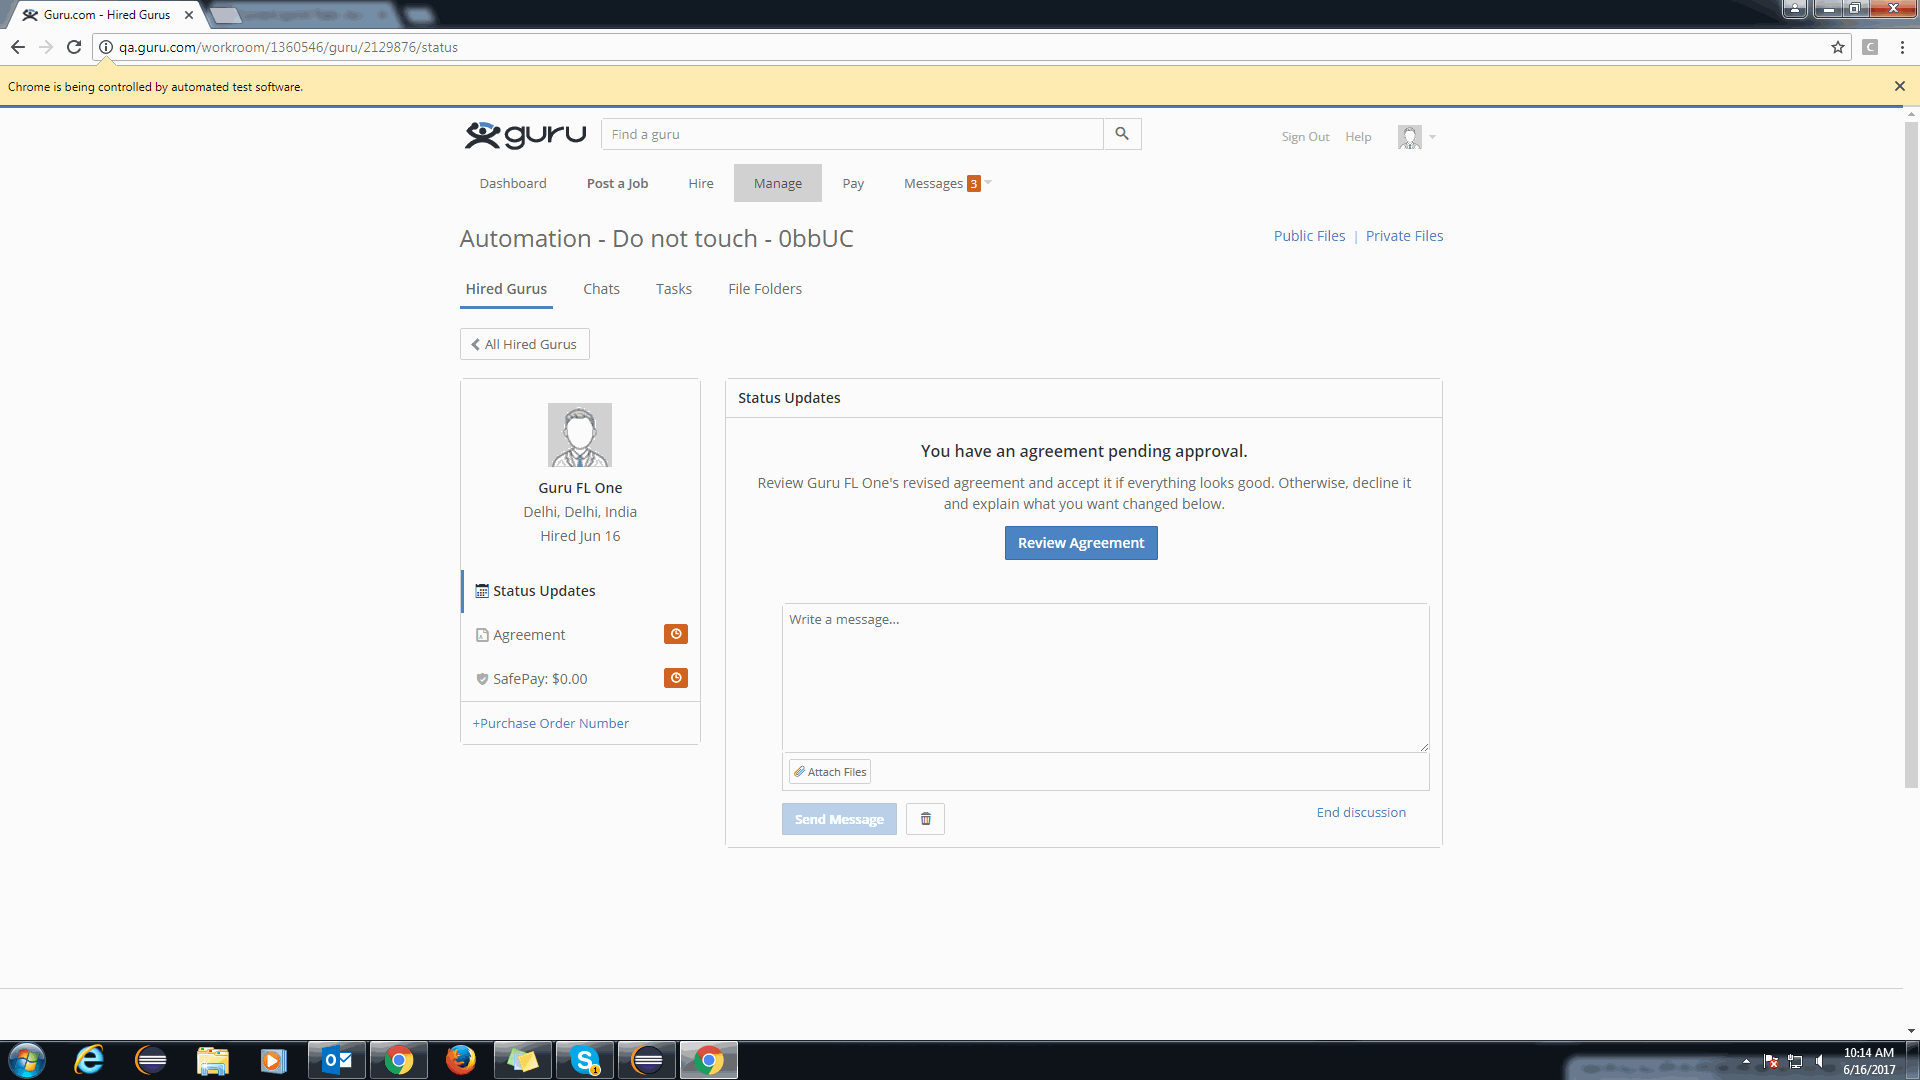 Guru.com - Hired Gurus
qa.guru.com/workroom/1360546/guru/2129876/status
C
Chrome is being controlled by automated test software.
guru
Find a guru
Sign Out Help
Dashboard Post a Job Hire Manage Pay Messages 3
Automation - Do not touch - 0bbUC
Public Files | Private Files
Hired Gurus Chats Tasks File Folders
All Hired Gurus
Guru FL One
Delhi, Delhi, India
Hired Jun 16
Status Updates
Agreement
SafePay: $0.00
+Purchase Order Number
Status Updates
You have an agreement pending approval.
Review Guru FL One's revised agreement and accept it if everything looks good. Otherwise, decline it
and explain what you want changed below.
Review Agreement
Write a message...
Attach Files
Send Message
End discussion
10:14 AM
6/16/2017